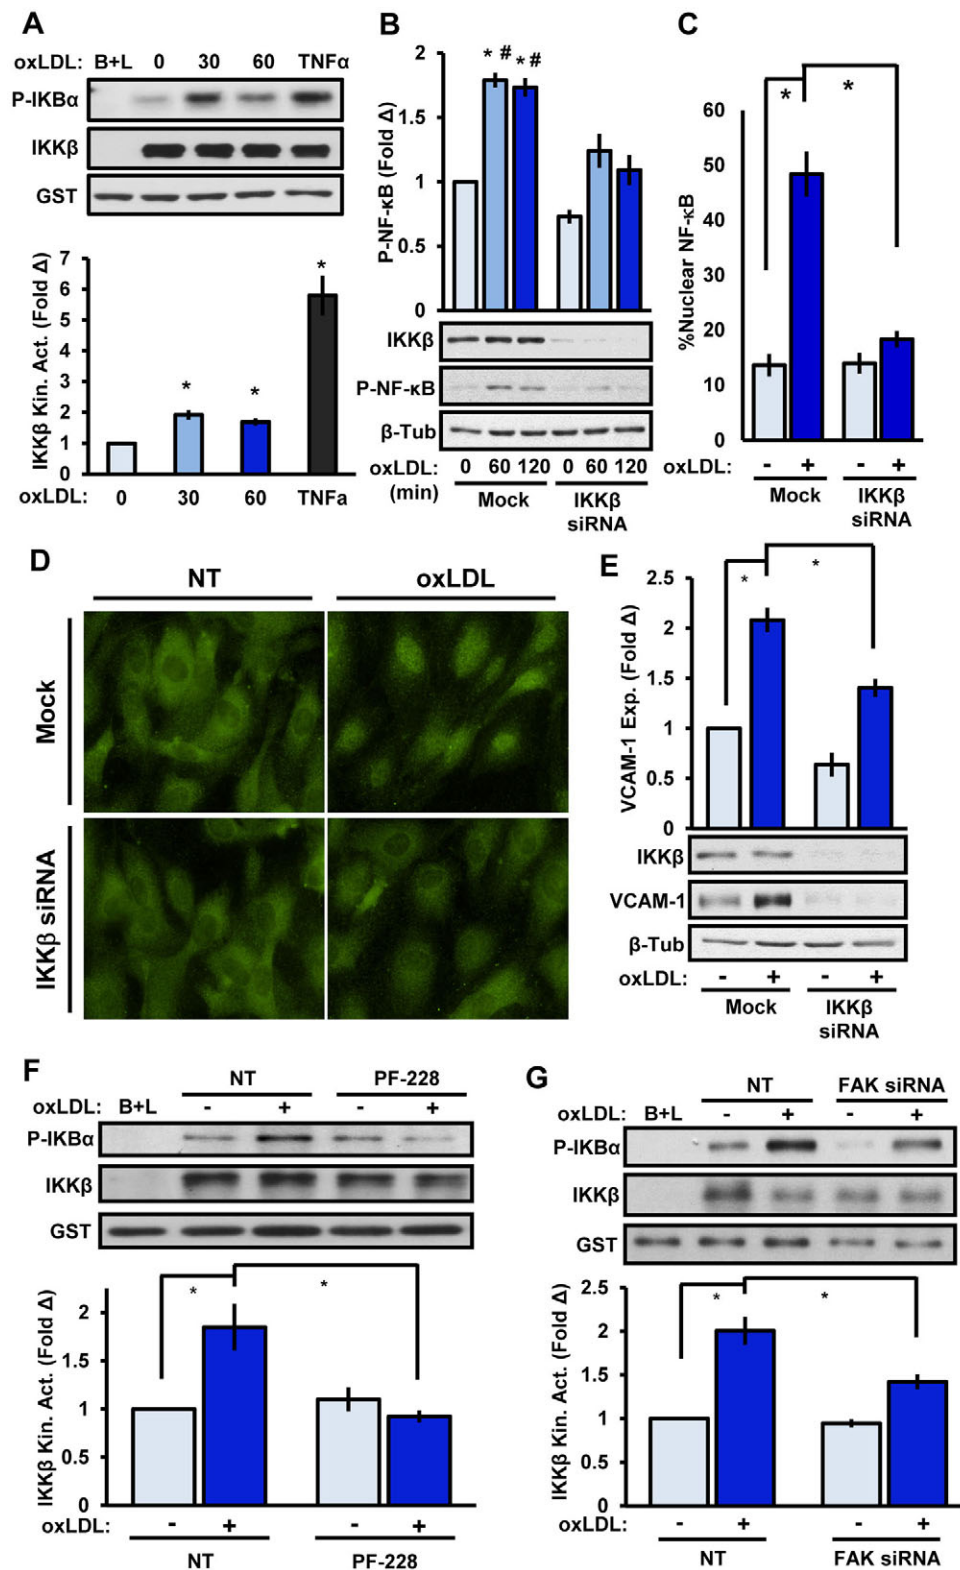 A
oxLDL: B+L 0 30 60 TNFα
P-IKBα
IKKβ
GST
IKKβ Kin. Act. (Fold Δ)
7
6
5
4
3
2
1
0
* * *
oxLDL: 0 30 60 TNFa
B
P-NF-κB (Fold Δ)
2
1.5
1
0.5
0
* # * #
IKKβ
P-NF-κB
β-Tub
oxLDL: 0 60 120 0 60 120
(min) Mock IKKβ
siRNA
C
%Nuclear NF-κB
60
50
40
30
20
10
0
* *
oxLDL: - + - +
Mock IKKβ
siRNA
D
NT oxLDL
Mock
IKKβ siRNA
E
VCAM-1 Exp. (Fold Δ)
2.5
2
1.5
1
0.5
0
* *
IKKβ
VCAM-1
β-Tub
oxLDL: - + - +
Mock IKKβ
siRNA
F
NT PF-228
oxLDL: B+L - + - +
P-IKBα
IKKβ
GST
IKKβ Kin. Act. (Fold Δ)
2
1.5
1
0.5
0
* *
oxLDL: - + - +
NT PF-228
G
NT FAK siRNA
oxLDL: B+L - + - +
P-IKBα
IKKβ
GST
IKKβ Kin. Act. (Fold Δ)
2.5
2
1.5
1
0.5
0
* *
oxLDL: - + - +
NT FAK siRNA